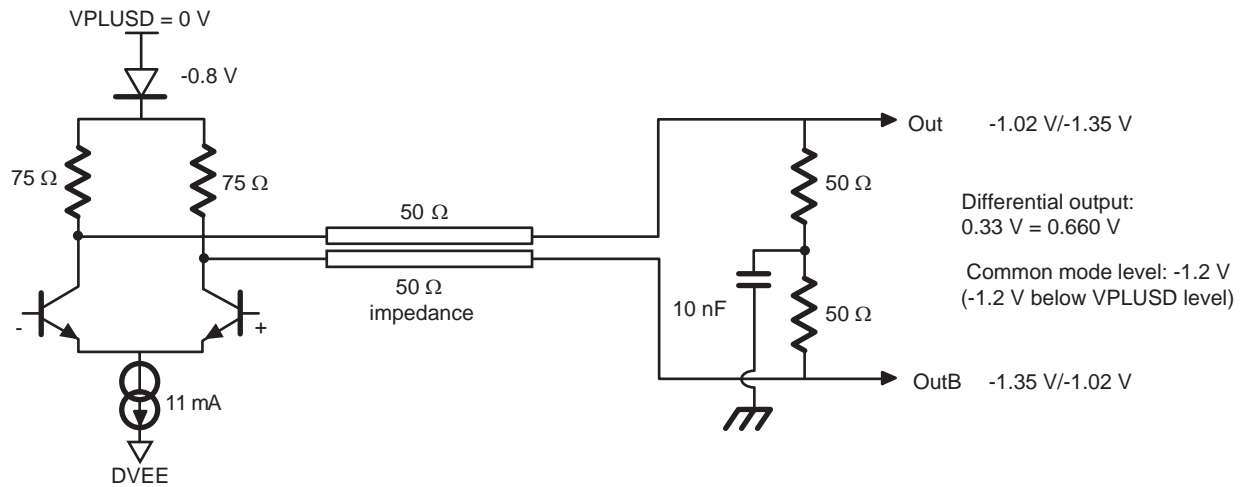 VPLUSD = 0 V
-0.8 V
75 Ω
75 Ω
50 Ω
50 Ω
impedance
-
+
11 mA
DVEE
10 nF
50 Ω
50 Ω
Out -1.02 V/-1.35 V
Differential output:
0.33 V = 0.660 V
Common mode level: -1.2 V
(-1.2 V below VPLUSD level)
OutB -1.35 V/-1.02 V